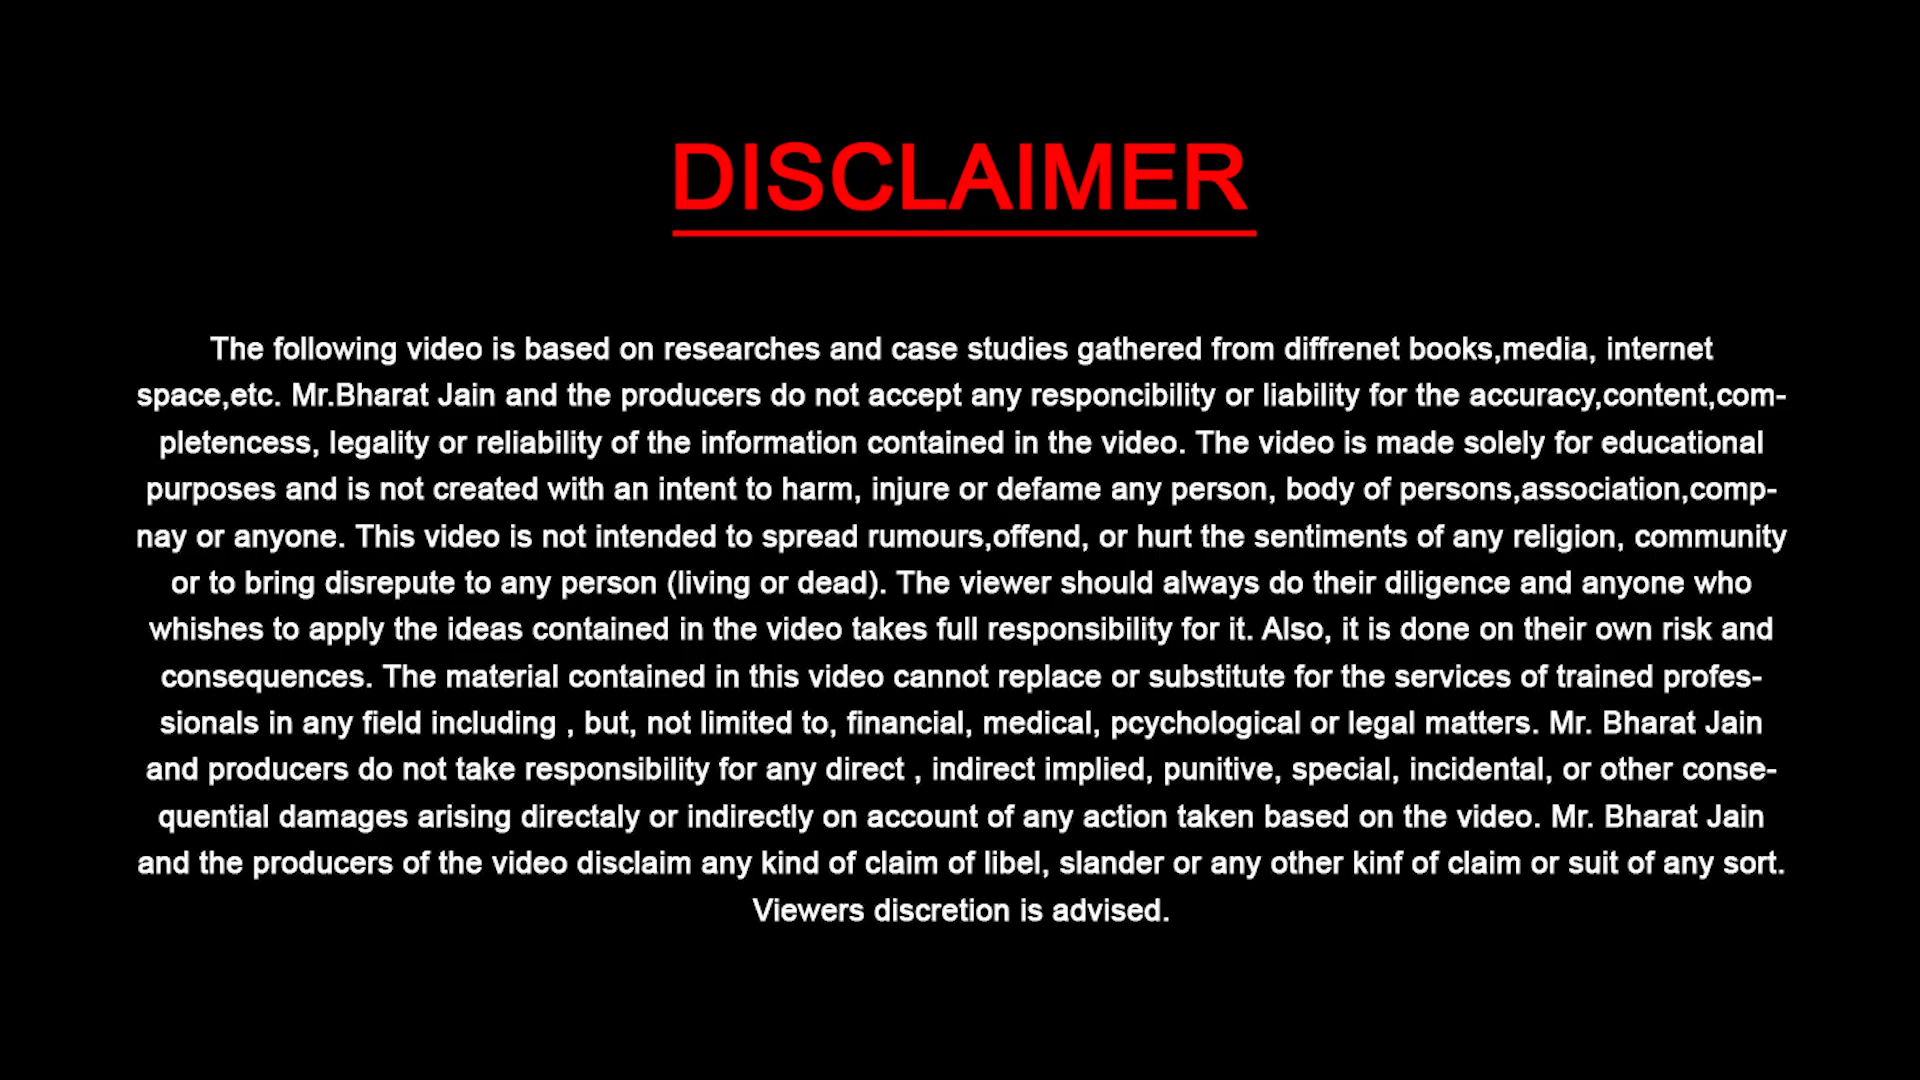 DISCLAIMER
The following video is based on researches and case studies gathered from diffrenet books,media, internet
space,etc. Mr.Bharat Jain and the producers do not accept any responcibility or liability for the accuracy,content,com-
pletencess, legality or reliability of the information contained in the video. The video is made solely for educational
purposes and is not created with an intent to harm, injure or defame any person, body of persons,association,comp-
nay or anyone. This video is not intended to spread rumours,offend, or hurt the sentiments of any religion, community
or to bring disrepute to any person (living or dead). The viewer should always do their diligence and anyone who
whishes to apply the ideas contained in the video takes full responsibility for it. Also, it is done on their own risk and
consequences. The material contained in this video cannot replace or substitute for the services of trained profes-
sionals in any field including , but, not limited to, financial, medical, pcychological or legal matters. Mr. Bharat Jain
and producers do not take responsibility for any direct , indirect implied, punitive, special, incidental, or other conse-
quential damages arising directaly or indirectly on account of any action taken based on the video. Mr. Bharat Jain
and the producers of the video disclaim any kind of claim of libel, slander or any other kinf of claim or suit of any sort.
Viewers discretion is advised.